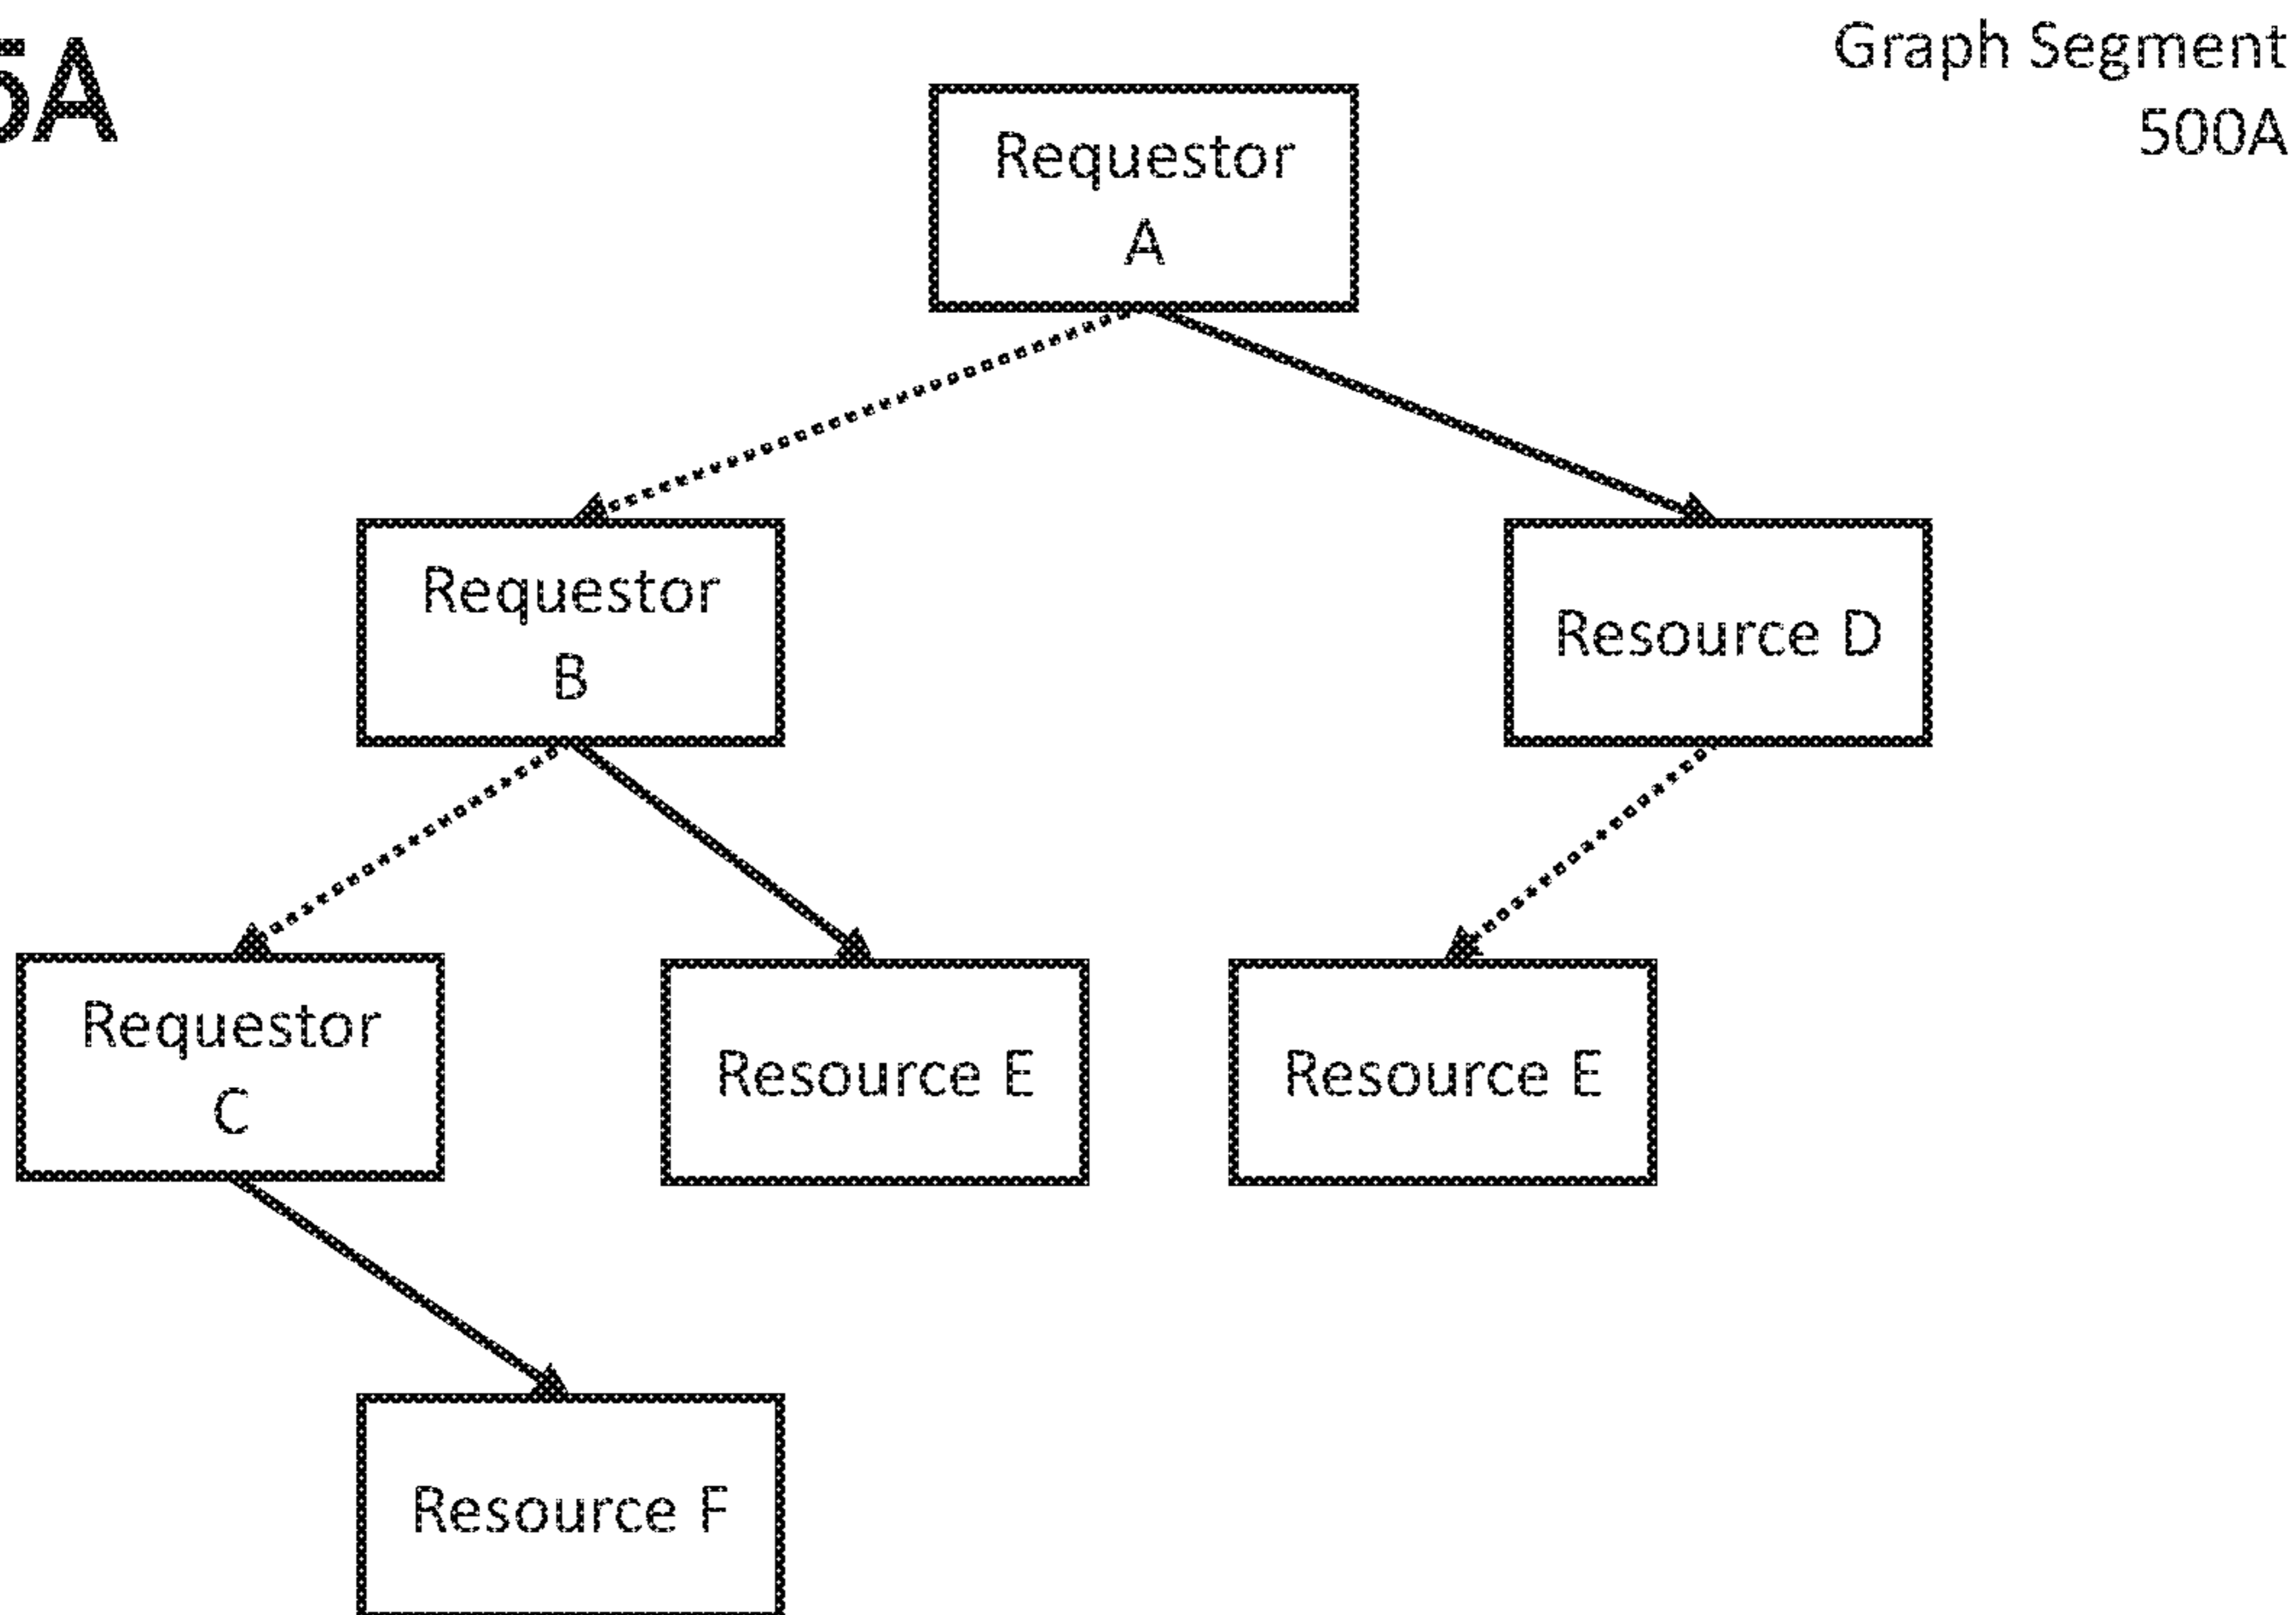 5A
Graph Segment
500A
Requestor
A
Requestor
B
Resource D
Requestor
C
Resource E
Resource E
Resource F